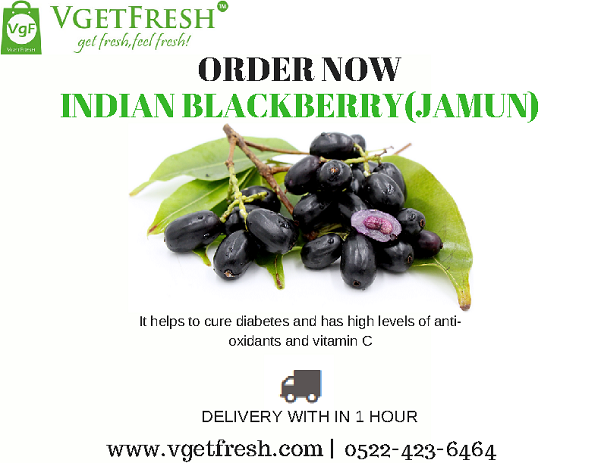 VgF
VgetFresh
VGETFRESH™
get fresh,feel fresh!
ORDER NOW
INDIAN BLACKBERRY(JAMUN)
It helps to cure diabetes and has high levels of anti-
oxidants and vitamin C
DELIVERY WITH IN 1 HOUR
www.vgetfresh.com | 0522-423-6464